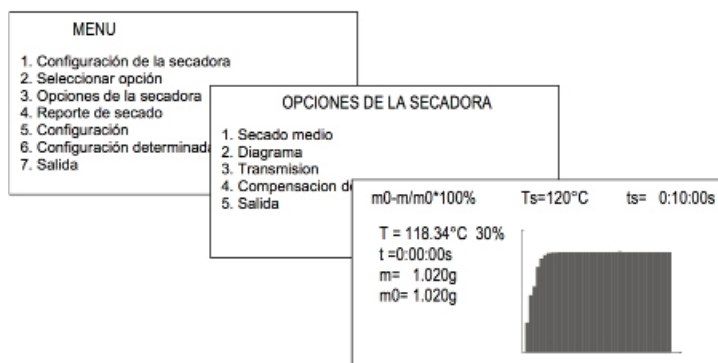 MENU
1. Configuración de la secadora
2. Seleccionar opción
3. Opciones de la secadora
4. Reporte de secado
5. Configuración
6. Configuración determinada
7. Salida
OPCIONES DE LA SECADORA
1. Secado medio
2. Diagrama
3. Transmision
4. Compensacion
5. Salida
m0-m/m0*100% Ts=120°C ts= 0:10:00s
T = 118.34°C 30%
t =0:00:00s
m= 1.020g
m0= 1.020g